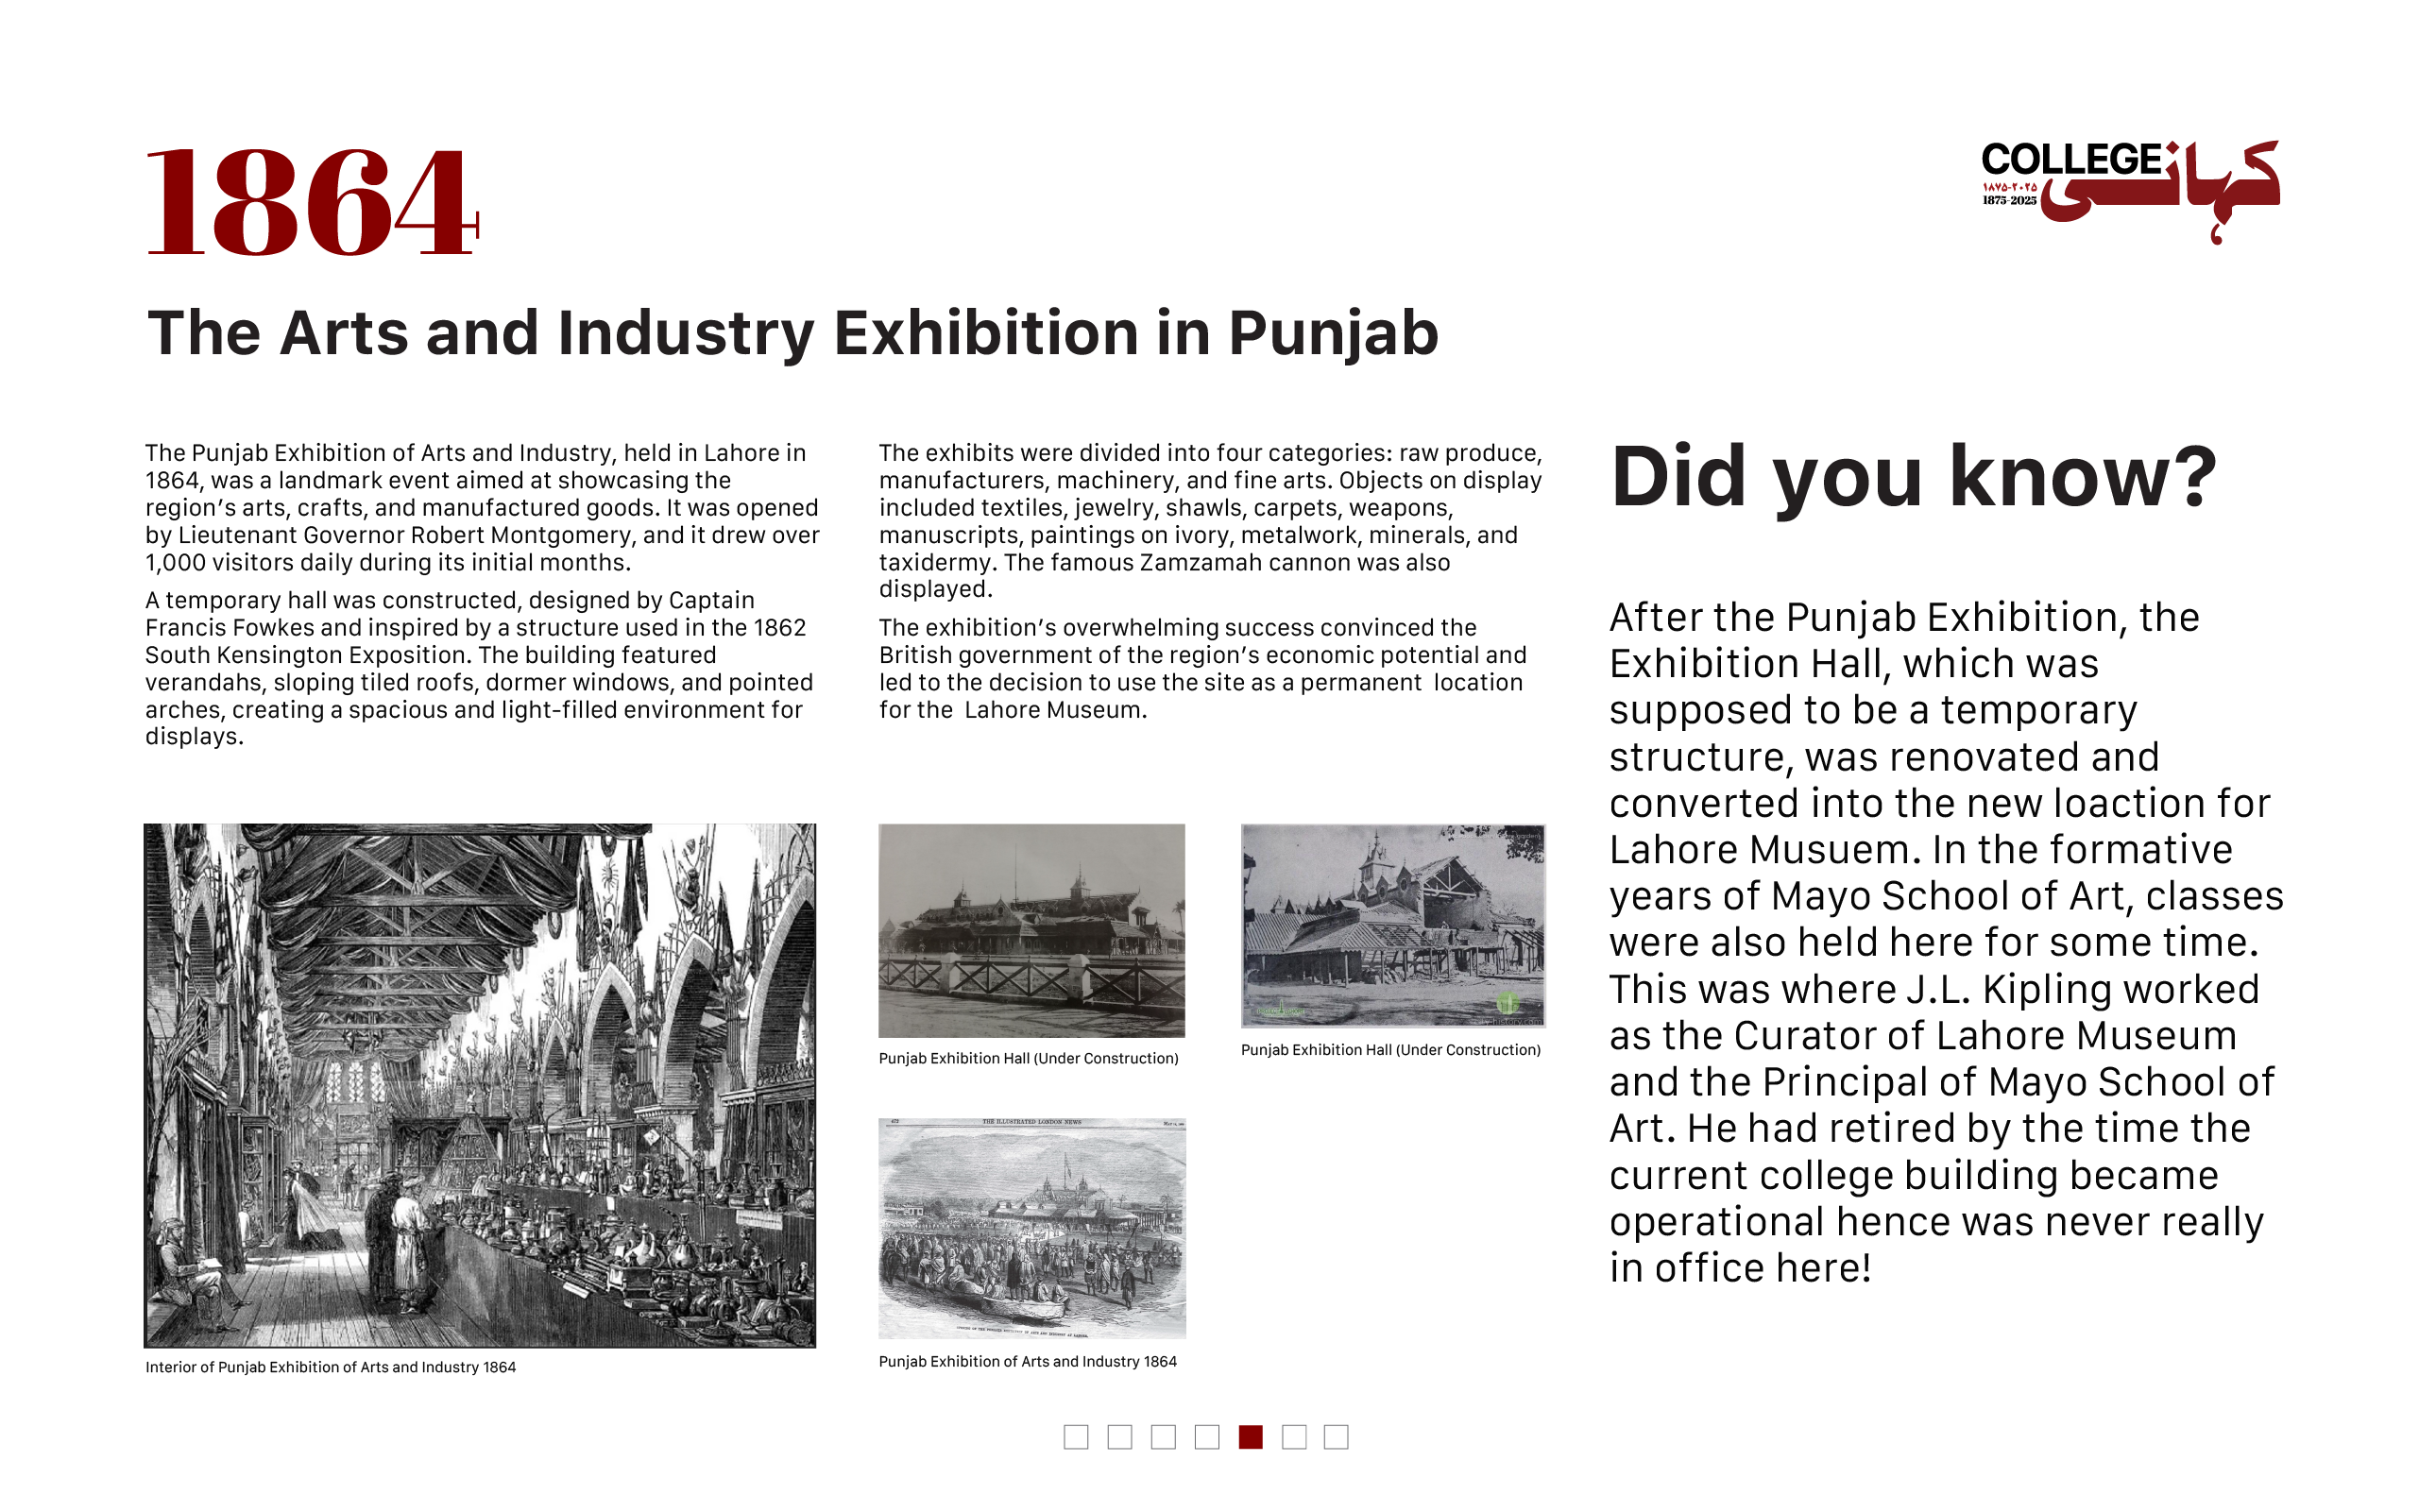 1864
COLLEGE کہانی
۱۸۷۵-۲۰۲۵
1875-2025
The Arts and Industry Exhibition in Punjab
The Punjab Exhibition of Arts and Industry, held in Lahore in
1864, was a landmark event aimed at showcasing the
region’s arts, crafts, and manufactured goods. It was opened
by Lieutenant Governor Robert Montgomery, and it drew over
1,000 visitors daily during its initial months.
A temporary hall was constructed, designed by Captain
Francis Fowkes and inspired by a structure used in the 1862
South Kensington Exposition. The building featured
verandahs, sloping tiled roofs, dormer windows, and pointed
arches, creating a spacious and light-filled environment for
displays.
The exhibits were divided into four categories: raw produce,
manufacturers, machinery, and fine arts. Objects on display
included textiles, jewelry, shawls, carpets, weapons,
manuscripts, paintings on ivory, metalwork, minerals, and
taxidermy. The famous Zamzamah cannon was also
displayed.
The exhibition’s overwhelming success convinced the
British government of the region’s economic potential and
led to the decision to use the site as a permanent  location
for the  Lahore Museum.
Did you know?
After the Punjab Exhibition, the
Exhibition Hall, which was
supposed to be a temporary
structure, was renovated and
converted into the new loaction for
Lahore Musuem. In the formative
years of Mayo School of Art, classes
were also held here for some time.
This was where J.L. Kipling worked
as the Curator of Lahore Museum
and the Principal of Mayo School of
Art. He had retired by the time the
current college building became
operational hence was never really
in office here!
Interior of Punjab Exhibition of Arts and Industry 1864
Punjab Exhibition Hall (Under Construction)
Punjab Exhibition Hall (Under Construction)
472 THE ILLUSTRATED LONDON NEWS
Punjab Exhibition of Arts and Industry 1864